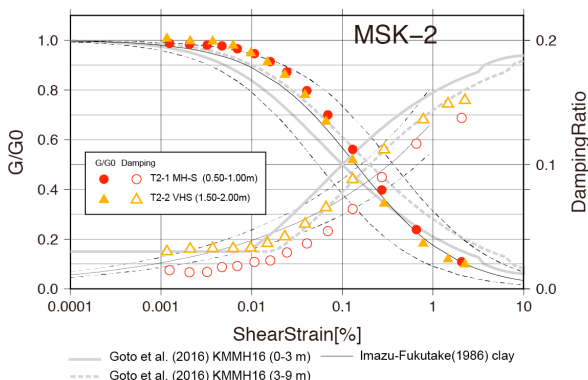 MSK-2
1.0
0.8
0.6
0.4
0.2
0.0
G/G0
0.2
0.1
0.0
DampingRatio
G/G0 Damping
T2-1 MH-S (0.50-1.00m)
T2-2 VHS (1.50-2.00m)
0.0001 0.001 0.01 0.1 1 10
ShearStrain[%]
Goto et al. (2016) KMMH16 (0-3 m) Imazu-Fukutake(1986) clay
Goto et al. (2016) KMMH16 (3-9 m)